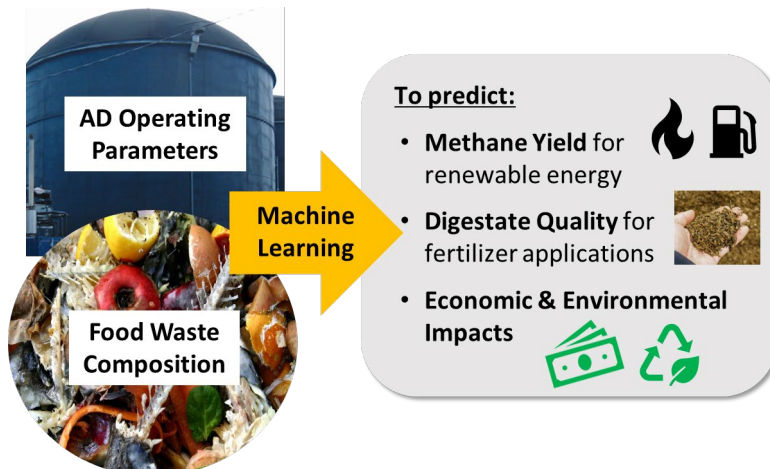 AD Operating
Parameters
Machine
Learning
Food Waste
Composition
To predict:
• Methane Yield for
renewable energy
• Digestate Quality for
fertilizer applications
• Economic & Environmental
Impacts